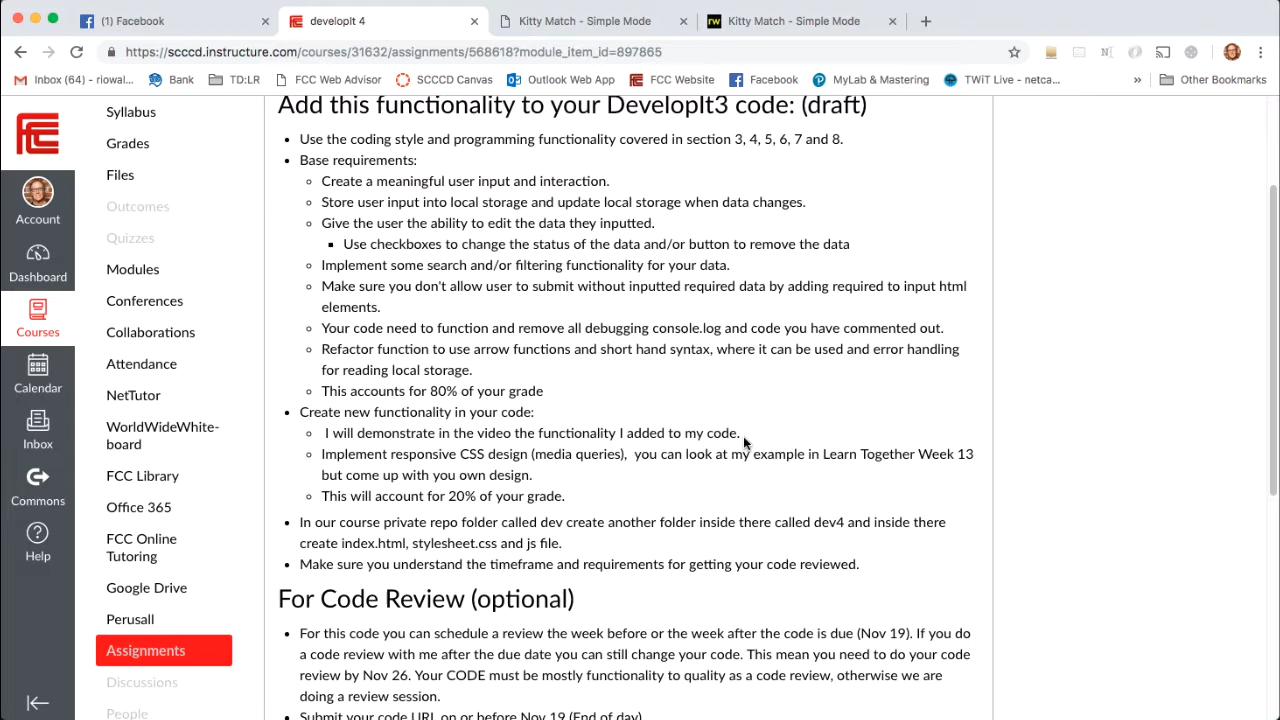 (1) Facebook
developIt 4
Kitty Match - Simple Mode
rw
Kitty Match - Simple Mode
https://scccd.instructure.com/courses/31632/assignments/568618?module_item_id=897865
Inbox (64) - riowal...
Bank
TD:LR
FCC Web Advisor
SCCCD Canvas
Outlook Web App
FCC Website
Facebook
MyLab & Mastering
TWiT Live - netca...
»
Other Bookmarks
Account
Dashboard
Courses
Calendar
Inbox
Commons
Help
Syllabus
Grades
Files
Outcomes
Quizzes
Modules
Conferences
Collaborations
Attendance
NetTutor
WorldWideWhite-
board
FCC Library
Office 365
FCC Online
Tutoring
Google Drive
Perusall
Assignments
Discussions
People
Add this functionality to your DevelopIt3 code: (draft)
Use the coding style and programming functionality covered in section 3, 4, 5, 6, 7 and 8.
Base requirements:
Create a meaningful user input and interaction.
Store user input into local storage and update local storage when data changes.
Give the user the ability to edit the data they inputted.
Use checkboxes to change the status of the data and/or button to remove the data
Implement some search and/or filtering functionality for your data.
Make sure you don't allow user to submit without inputted required data by adding required to input html
elements.
Your code need to function and remove all debugging console.log and code you have commented out.
Refactor function to use arrow functions and short hand syntax, where it can be used and error handling
for reading local storage.
This accounts for 80% of your grade
Create new functionality in your code:
I will demonstrate in the video the functionality I added to my code.
Implement responsive CSS design (media queries), you can look at my example in Learn Together Week 13
but come up with you own design.
This will account for 20% of your grade.
In our course private repo folder called dev create another folder inside there called dev4 and inside there
create index.html, stylesheet.css and js file.
Make sure you understand the timeframe and requirements for getting your code reviewed.
For Code Review (optional)
For this code you can schedule a review the week before or the week after the code is due (Nov 19). If you do
a code review with me after the due date you can still change your code. This mean you need to do your code
review by Nov 26. Your CODE must be mostly functionality to quality as a code review, otherwise we are
doing a review session.
Submit your code URL on or before Nov 19 (End of day)